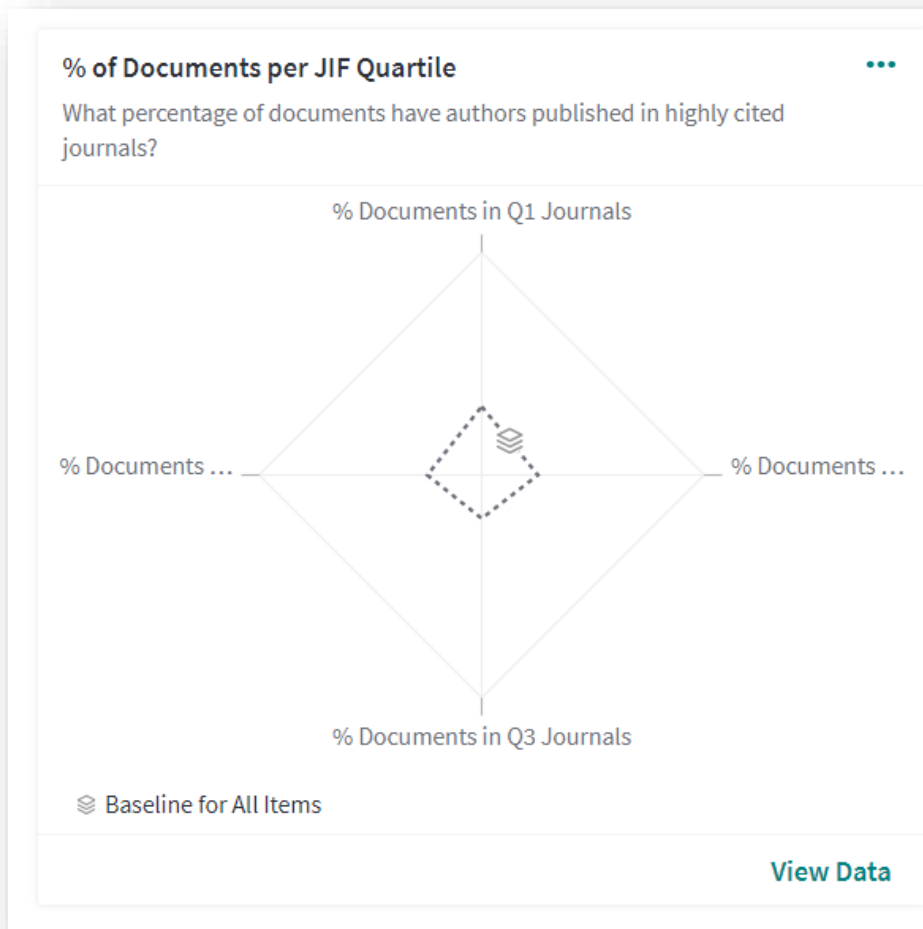 % of Documents per JIF Quartile
What percentage of documents have authors published in highly cited
journals?
% Documents in Q1 Journals
% Documents ...
% Documents ...
% Documents in Q3 Journals
Baseline for All Items
View Data